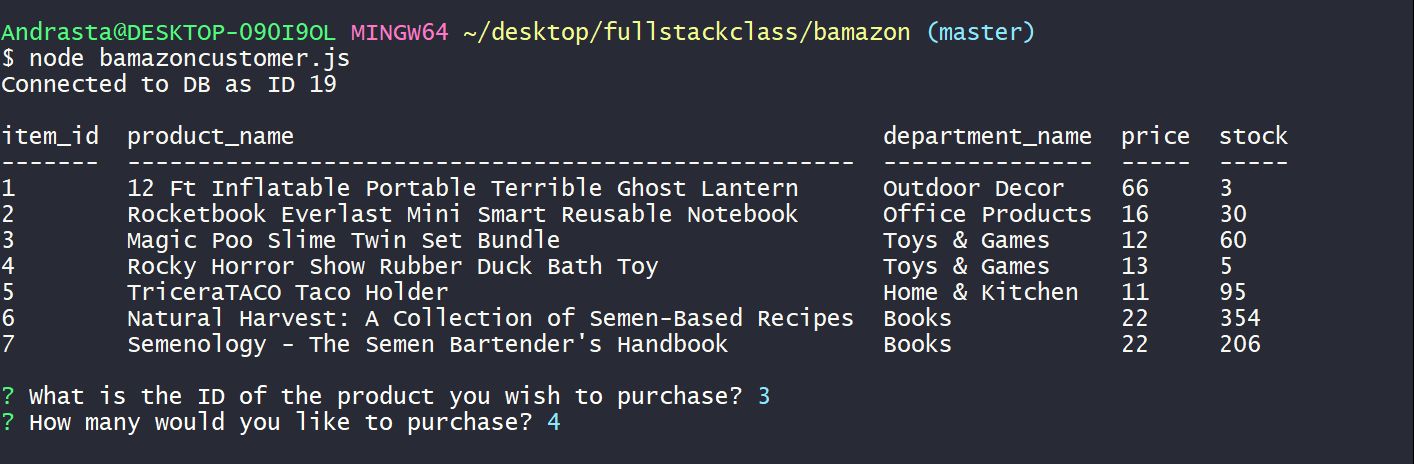 Andrasta@DESKTOP-090I9OL MINGW64 ~/desktop/fullstackclass/bamazon (master)
$ node bamazoncustomer.js
Connected to DB as ID 19
item_id  product_name                                          department_name  price  stock
-------  ----------------------------------------------------  ---------------  -----  -----
1        12 Ft Inflatable Portable Terrible Ghost Lantern      Outdoor Decor    66     3
2        Rocketbook Everlast Mini Smart Reusable Notebook      Office Products  16     30
3        Magic Poo Slime Twin Set Bundle                       Toys & Games     12     60
4        Rocky Horror Show Rubber Duck Bath Toy                Toys & Games     13     5
5        TriceraTACO Taco Holder                               Home & Kitchen   11     95
6        Natural Harvest: A Collection of Semen-Based Recipes  Books            22     354
7        Semenology - The Semen Bartender's Handbook           Books            22     206
? What is the ID of the product you wish to purchase? 3
? How many would you like to purchase? 4